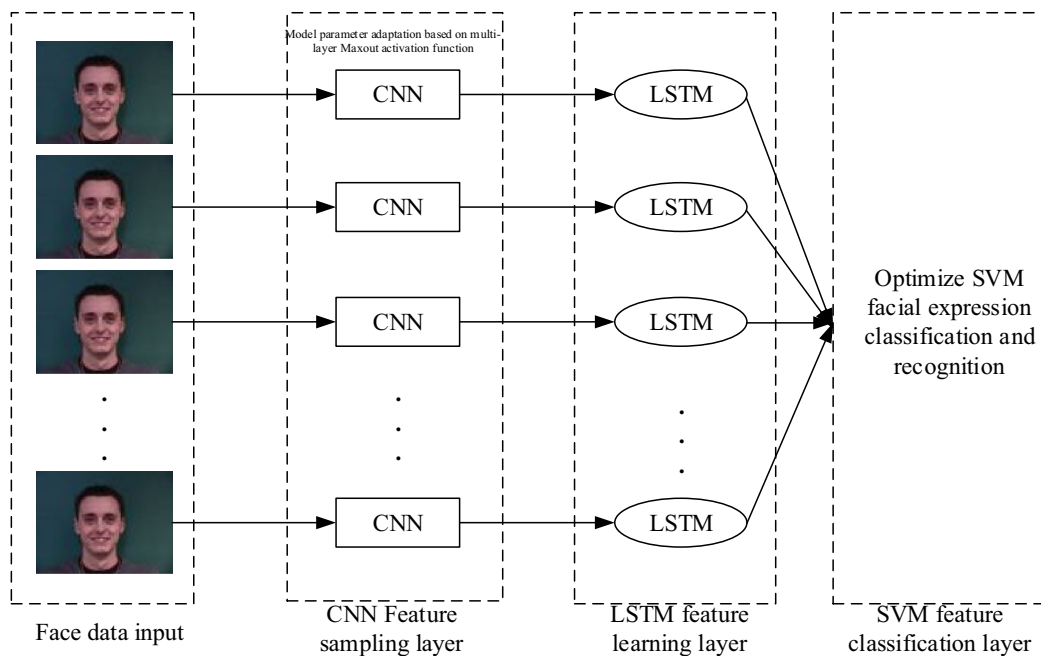 Model parameter adaptation based on multi-
layer Maxout activation function
CNN
LSTM
CNN
LSTM
CNN
LSTM
CNN
LSTM
Optimize SVM
facial expression
classification and
recognition
Face data input
CNN Feature
sampling layer
LSTM feature
learning layer
SVM feature
classification layer